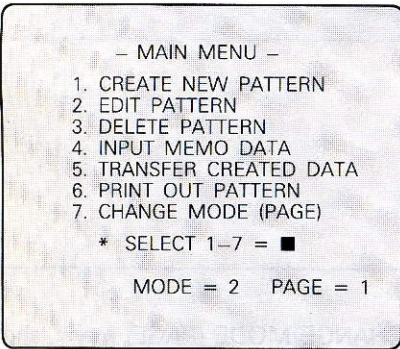 – MAIN MENU –
1. CREATE NEW PATTERN
2. EDIT PATTERN
3. DELETE PATTERN
4. INPUT MEMO DATA
5. TRANSFER CREATED DATA
6. PRINT OUT PATTERN
7. CHANGE MODE (PAGE)
* SELECT 1–7 = ■
MODE = 2 PAGE = 1